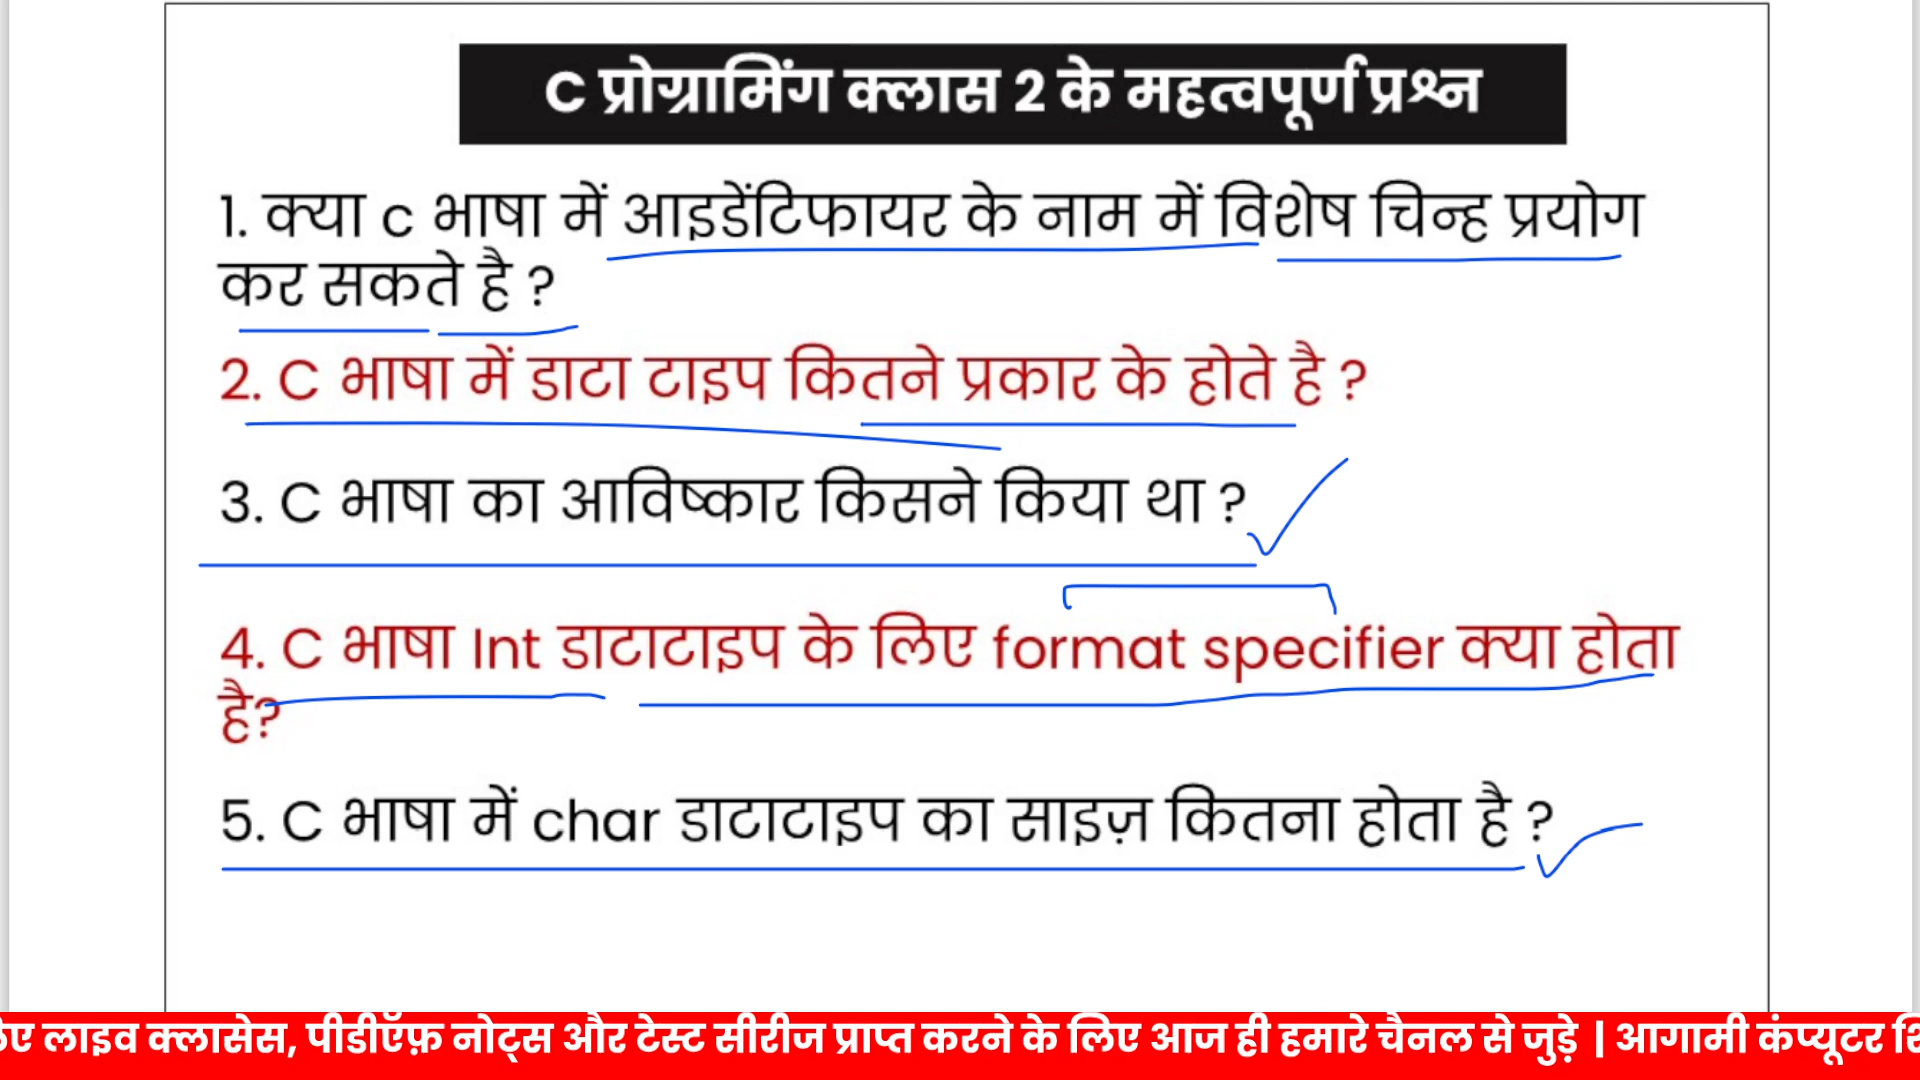 C प्रोग्रामिंग क्लास 2 के महत्वपूर्ण प्रश्न
1. क्या c भाषा में आइडेंटिफायर के नाम में विशेष चिन्ह प्रयोग
कर सकते है ?
2. C भाषा में डाटा टाइप कितने प्रकार के होते है ?
3. C भाषा का आविष्कार किसने किया था ?
4. C भाषा Int डाटाटाइप के लिए format specifier क्या होता
है?
5. C भाषा में char डाटाटाइप का साइज़ कितना होता है ?
लाइव क्लासेस, पीडीऍफ़ नोट्स और टेस्ट सीरीज प्राप्त करने के लिए आज ही हमारे चैनल से जुड़े | आगामी कंप्यूटर